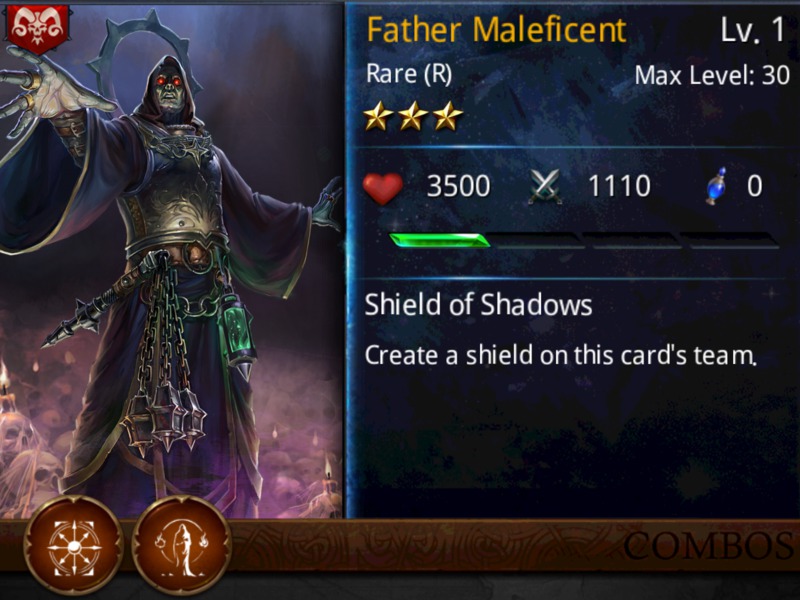 Father Maleficent Lv. 1
Rare (R) Max Level: 30
3500 1110 0
Shield of Shadows
Create a shield on this card's team.
COMBOS